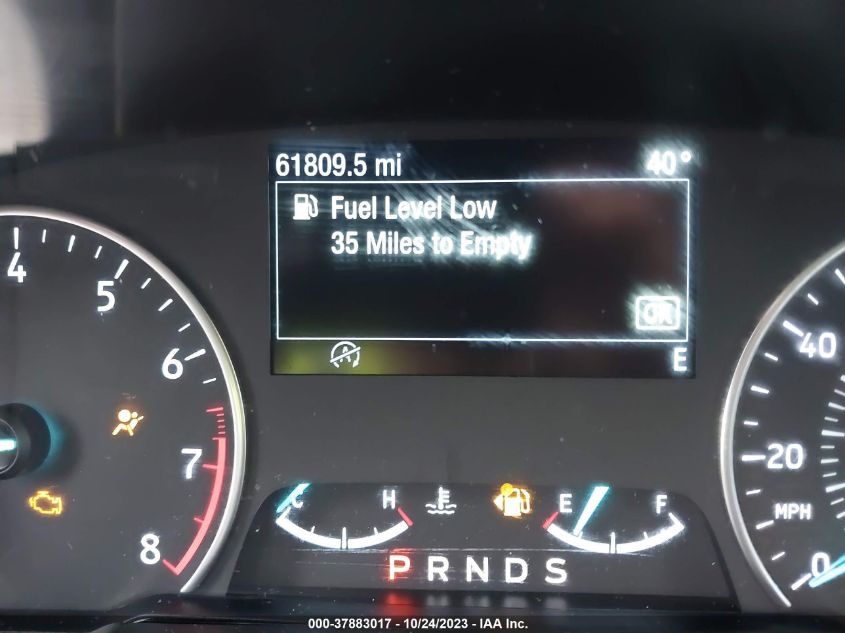 61809.5 mi 40°
Fuel Level Low
35 Miles to Empty
OK
E
4
5
6
7
8
C H
E F
P R N D S
40
20
MPH
0
000-37883017 - 10/24/2023 - IAA Inc.